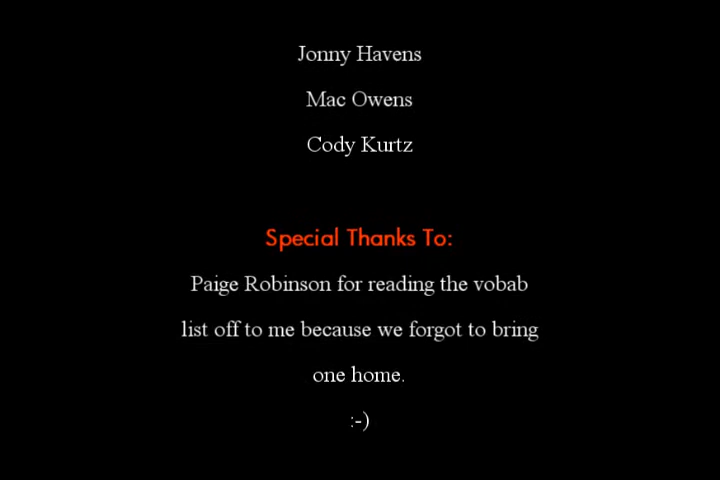 Jonny Havens
Mac Owens
Cody Kurtz
Special Thanks To:
Paige Robinson for reading the vobab
list off to me because we forgot to bring
one home.
:-)